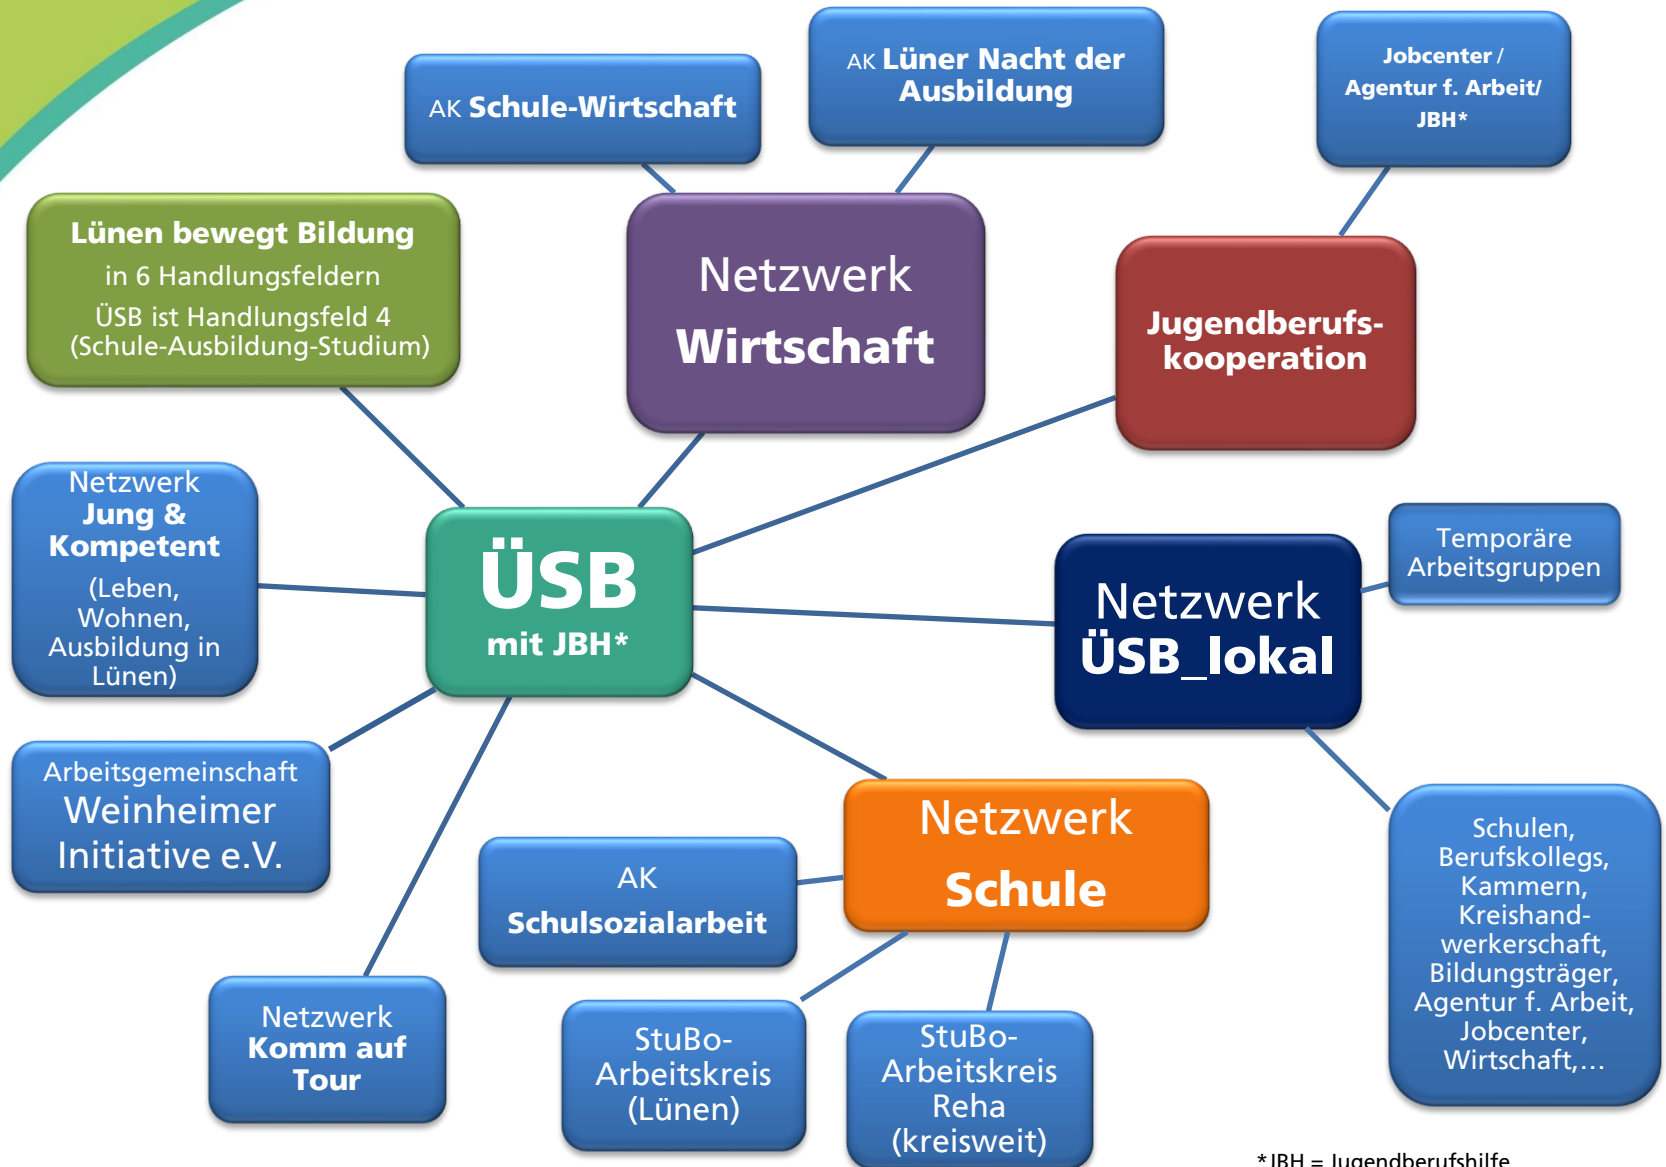 AK Schule-Wirtschaft
AK Lüner Nacht der
Ausbildung
Jobcenter /
Agentur f. Arbeit/
JBH*
Lünen bewegt Bildung
in 6 Handlungsfeldern
ÜSB ist Handlungsfeld 4
(Schule-Ausbildung-Studium)
Netzwerk
Wirtschaft
Jugendberufs-
kooperation
Netzwerk
Jung &
Kompetent
(Leben,
Wohnen,
Ausbildung in
Lünen)
ÜSB
mit JBH*
Netzwerk
ÜSB_lokal
Temporäre
Arbeitsgruppen
Arbeitsgemeinschaft
Weinheimer
Initiative e.V.
Netzwerk
Schule
AK
Schulsozialarbeit
Schulen,
Berufskollegs,
Kammern,
Kreishand-
werkerschaft,
Bildungsträger,
Agentur f. Arbeit,
Jobcenter,
Wirtschaft,...
Netzwerk
Komm auf
Tour
StuBo-
Arbeitskreis
(Lünen)
StuBo-
Arbeitskreis
Reha
(kreisweit)
*JBH = Jugendberufshilfe